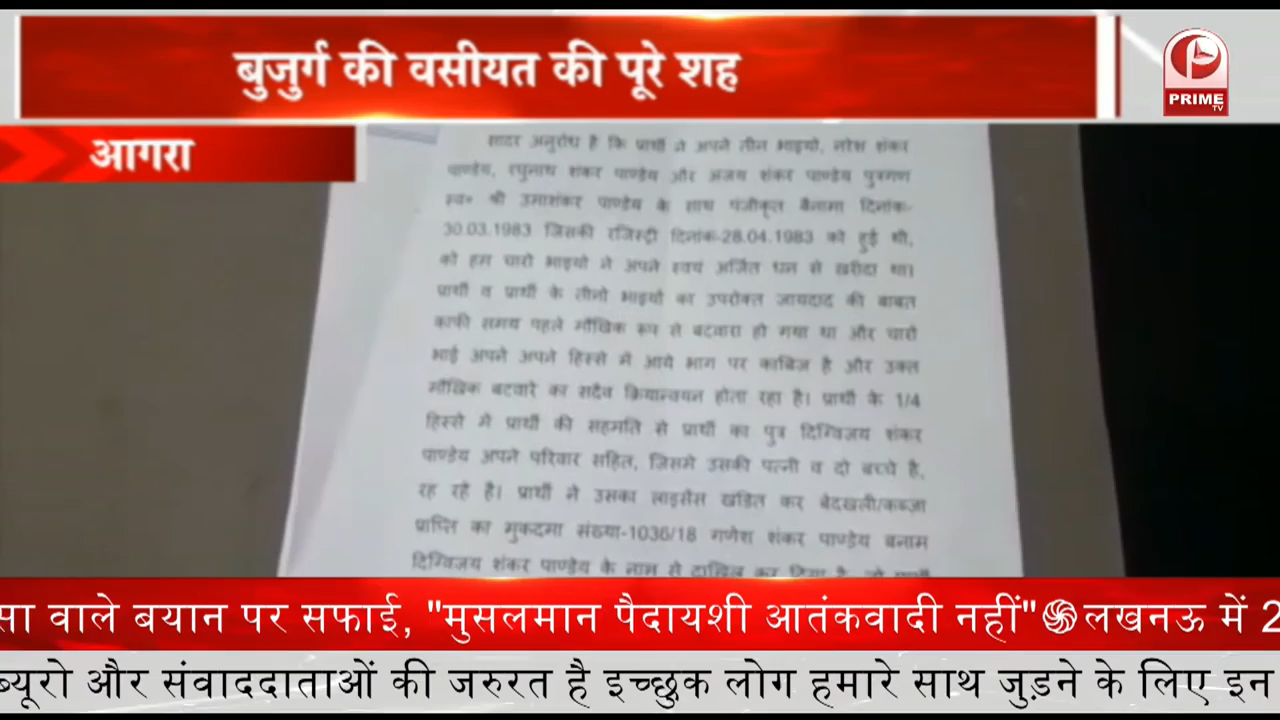 बुजुर्ग की वसीयत की पूरे शह
PRIME
TV
आगरा
सादर अनुरोध है कि प्रार्थी ने अपने तीन भाइयो, नरेश शंकर
पाण्डेय, रघुनाथ शंकर पाण्डेय और अजय शंकर पाण्डेय पुत्रगण
स्व० श्री उमाशंकर पाण्डेय के साथ पंजीकृत बैनामा दिनांक-
30.03.1983 जिसकी रजिस्ट्री दिनांक-28.04.1983 को हुई थी,
को हम चारो भाइयो ने अपने स्वयं अर्जित धन से खरीदा था।
प्रार्थी व प्रार्थी के तीनो भाइयो का उपरोक्त जायदाद की बाबत
काफी समय पहले मौखिक रूप से बटवारा हो गया था और चारो
भाई अपने अपने हिस्से मे आये भाग पर काबिज है और उक्त
मौखिक बटवारे का सदैव क्रियान्वयन होता रहा है। प्रार्थी के 1/4
हिस्से मे प्रार्थी की सहमति से प्रार्थी का पुत्र दिग्विजय शंकर
पाण्डेय अपने परिवार सहित, जिसमे उसकी पत्नी व दो बच्चे है,
रह रहे है। प्रार्थी ने उसका लाइसेंस खंडित कर बेदखली/कब्जा
प्राप्ति का मुकदमा संख्या-1036/18 गणेश शंकर पाण्डेय बनाम
दिग्विजय शंकर पाण्डेय के नाम से दाखिल कर दिया है,
सा वाले बयान पर सफाई, "मुसलमान पैदायशी आतंकवादी नहीं" लखनऊ में 2
ब्यूरो और संवाददाताओं की जरुरत है इच्छुक लोग हमारे साथ जुड़ने के लिए इन